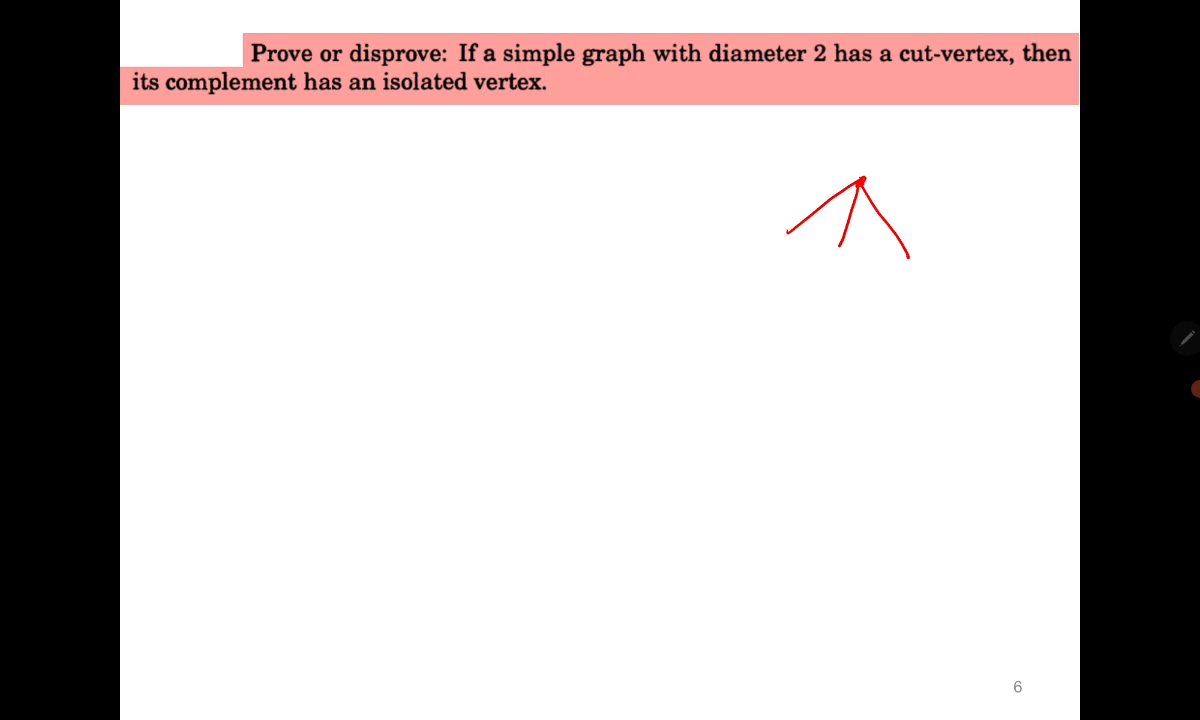 Prove or disprove: If a simple graph with diameter 2 has a cut-vertex, then
its complement has an isolated vertex.
6